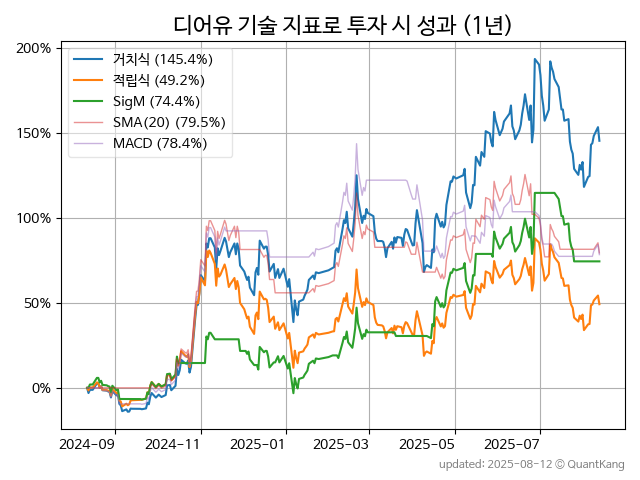 디어유 기술 지표로 투자 시 성과 (1년)
200%
150%
100%
50%
0%
거치식 (145.4%)
적립식 (49.2%)
SigM (74.4%)
SMA(20) (79.5%)
MACD (78.4%)
2024-09
2024-11
2025-01
2025-03
2025-05
2025-07
updated: 2025-08-12 © QuantKang